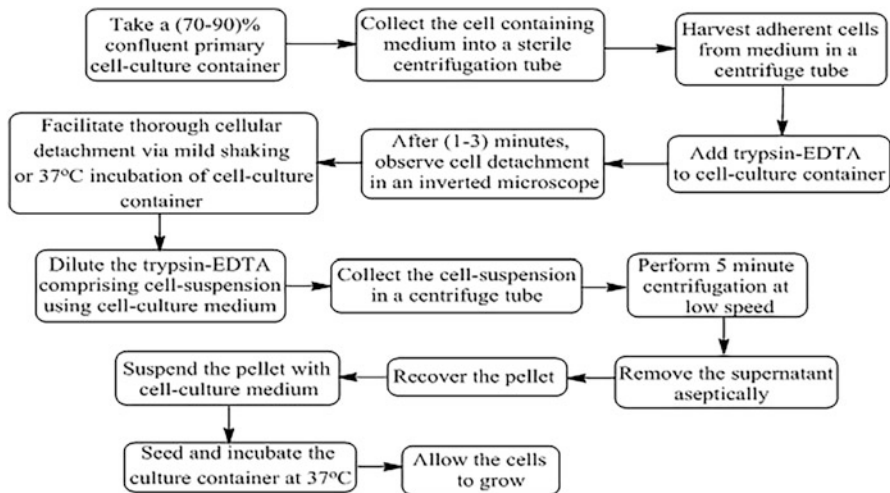 Take a (70-90)%
confluent primary
cell-culture container
Collect the cell containing
medium into a sterile
centrifugation tube
Harvest adherent cells
from medium in a
centrifuge tube
Add trypsin-EDTA
to cell-culture container
After (1-3) minutes,
observe cell detachment
in an inverted microscope
Facilitate thorough cellular
detachment via mild shaking
or 37ºC incubation of cell-culture
container
Dilute the trypsin-EDTA
comprising cell-suspension
using cell-culture medium
Collect the cell-suspension
in a centrifuge tube
Perform 5 minute
centrifugation at
low speed
Remove the supernatant
aseptically
Recover the pellet
Suspend the pellet with
cell-culture medium
Seed and incubate the
culture container at 37ºC
Allow the cells
to grow